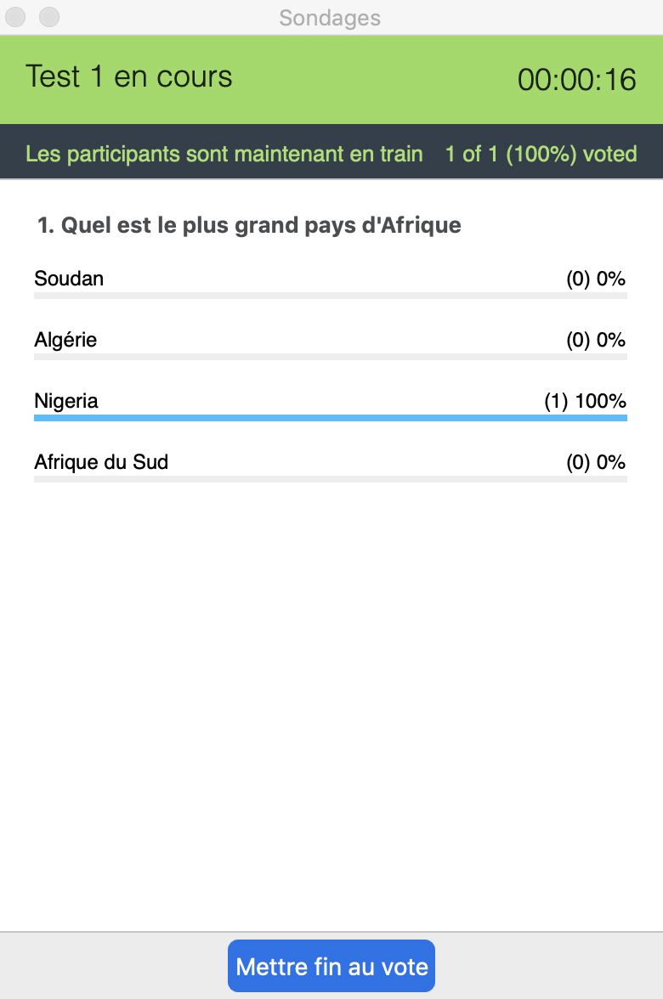 Sondages
Test 1 en cours 00:00:16
Les participants sont maintenant en train 1 of 1 (100%) voted
1. Quel est le plus grand pays d'Afrique
Soudan (0) 0%
Algérie (0) 0%
Nigeria (1) 100%
Afrique du Sud (0) 0%
Mettre fin au vote